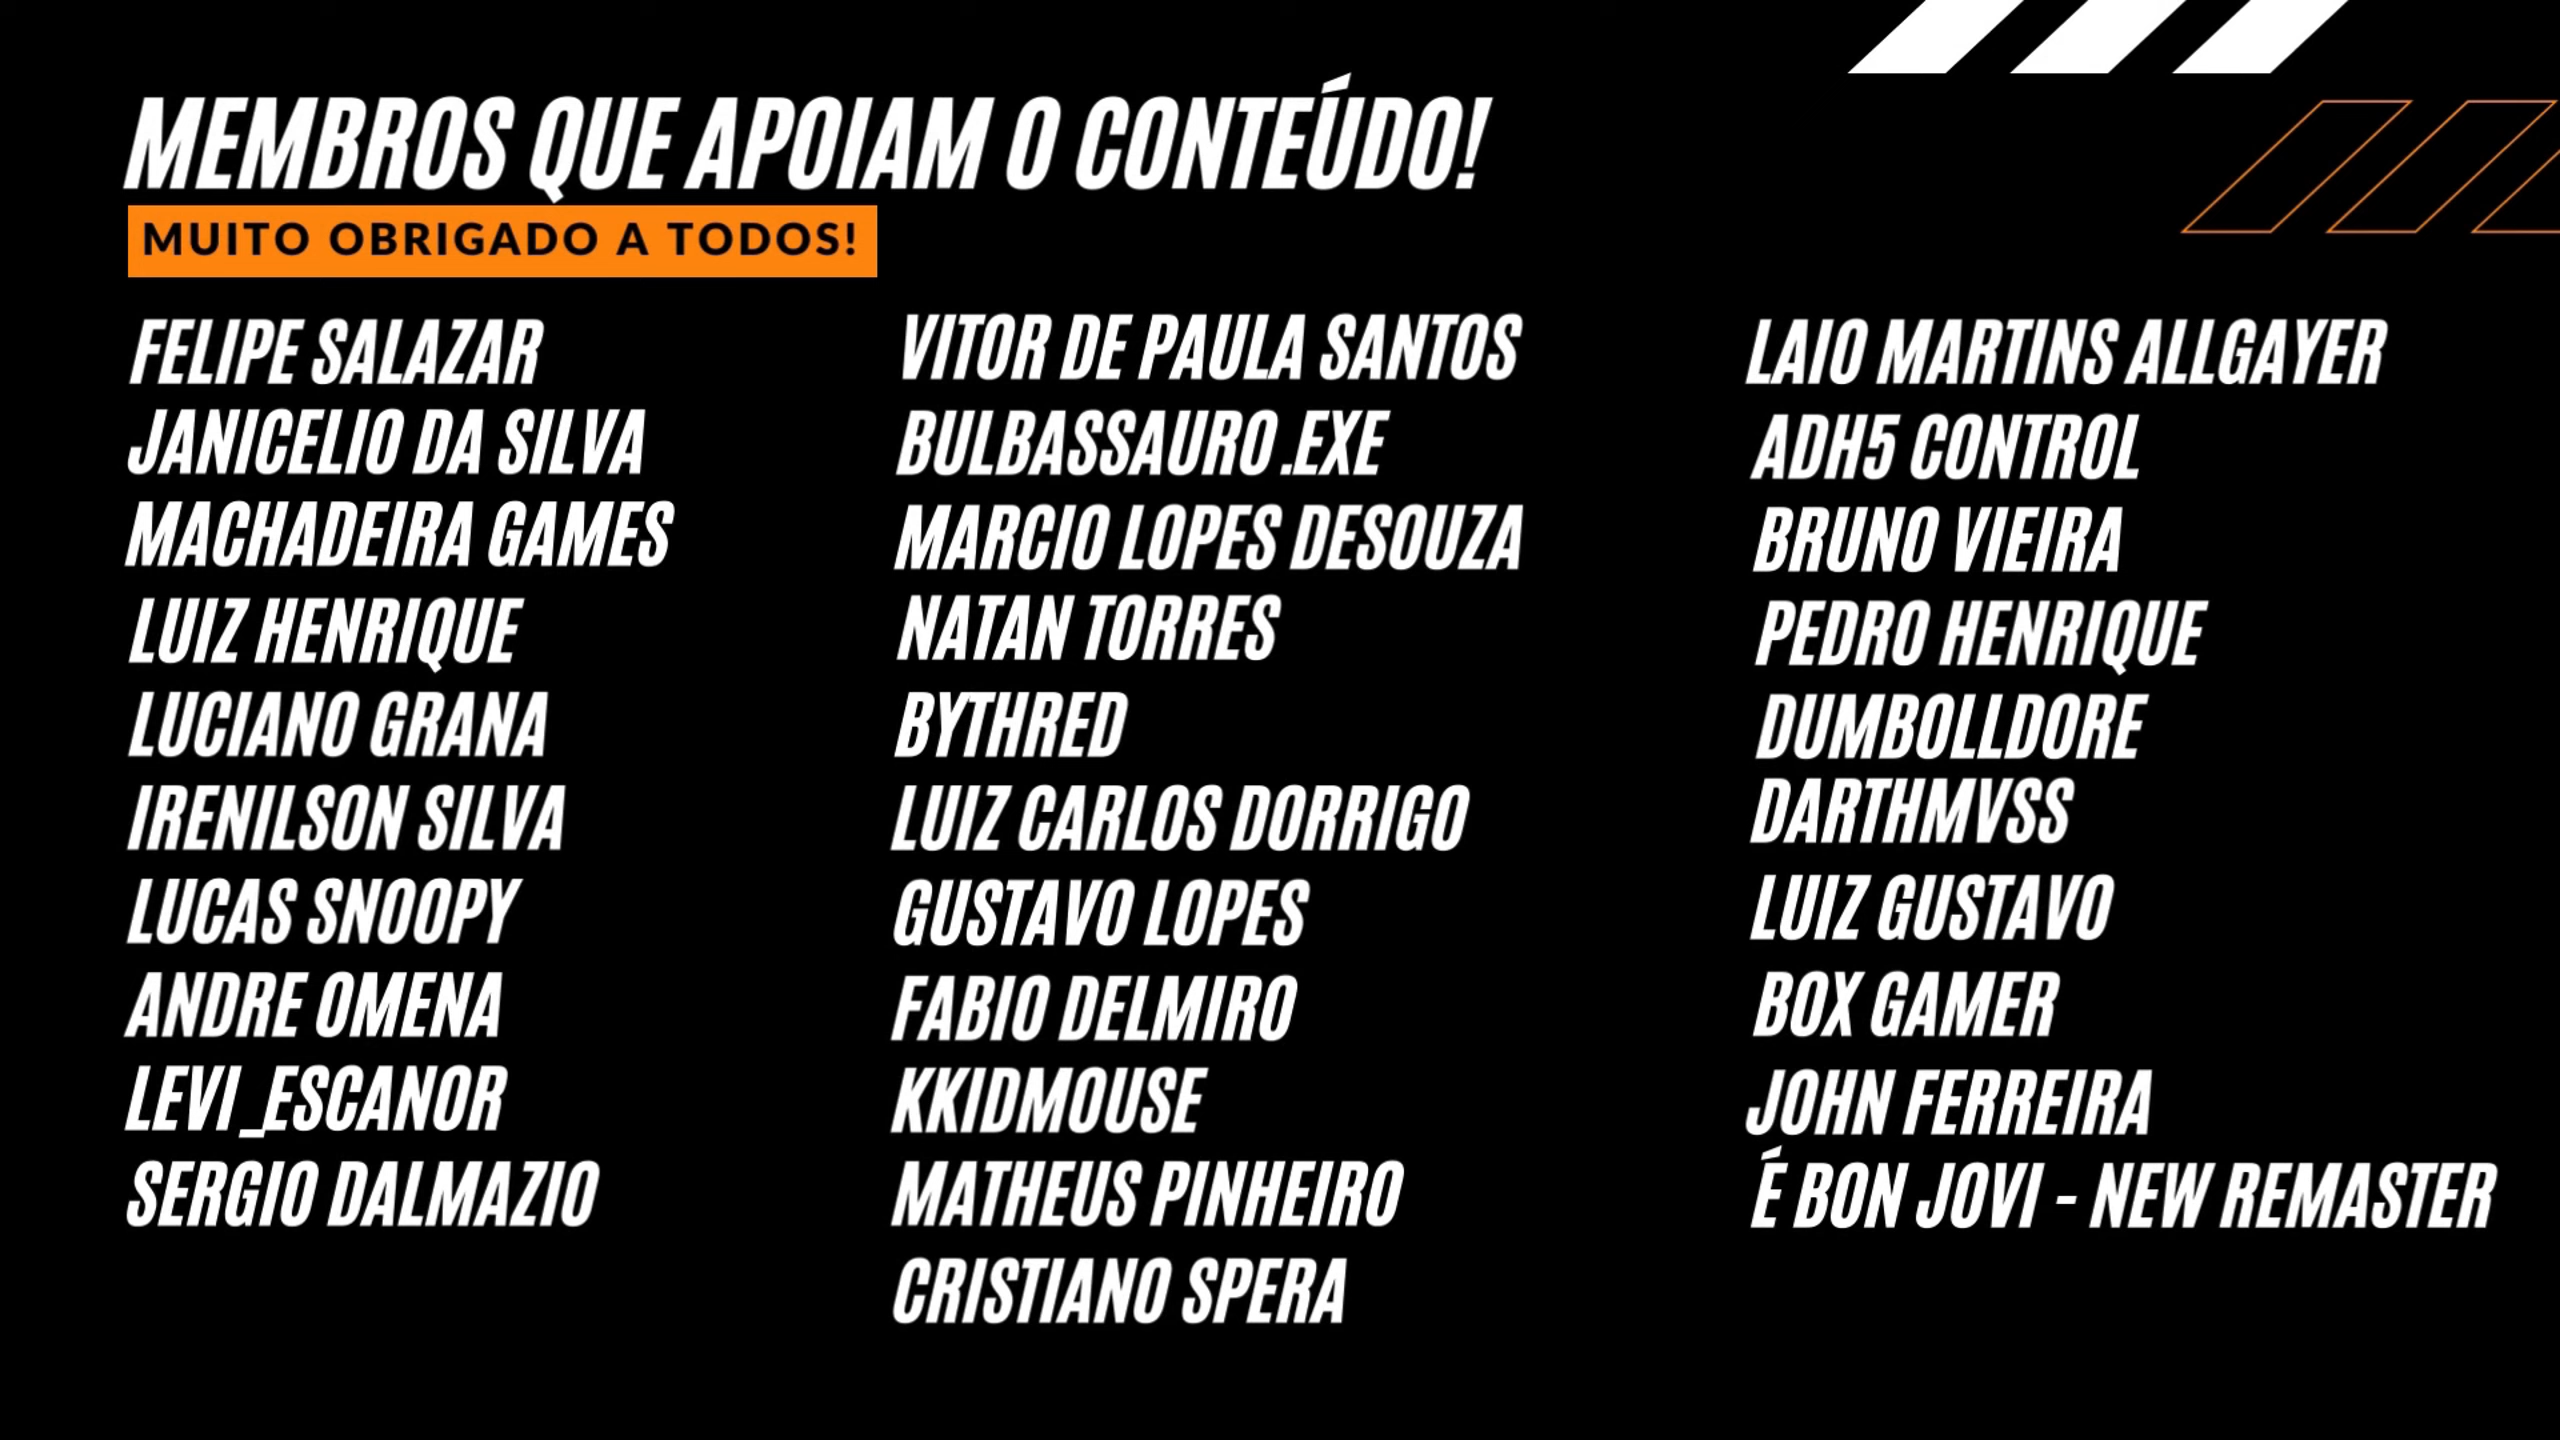 MEMBROS QUE APOIAM O CONTEÚDO!
MUITO OBRIGADO A TODOS!
FELIPE SALAZAR
JANICELIO DA SILVA
MACHADEIRA GAMES
LUIZ HENRIQUE
LUCIANO GRANA
IRENILSON SILVA
LUCAS SNOOPY
ANDRE OMENA
LEVI_ESCANOR
SERGIO DALMAZIO
VITOR DE PAULA SANTOS
BULBASSAURO.EXE
MARCIO LOPES DESOUZA
NATAN TORRES
BYTHRED
LUIZ CARLOS DORRIGO
GUSTAVO LOPES
FABIO DELMIRO
KKIDMOUSE
MATHEUS PINHEIRO
CRISTIANO SPERA
LAIO MARTINS ALLGAYER
ADH5 CONTROL
BRUNO VIEIRA
PEDRO HENRIQUE
DUMBOLLDORE
DARTHMVSS
LUIZ GUSTAVO
BOX GAMER
JOHN FERREIRA
É BON JOVI - NEW REMASTER